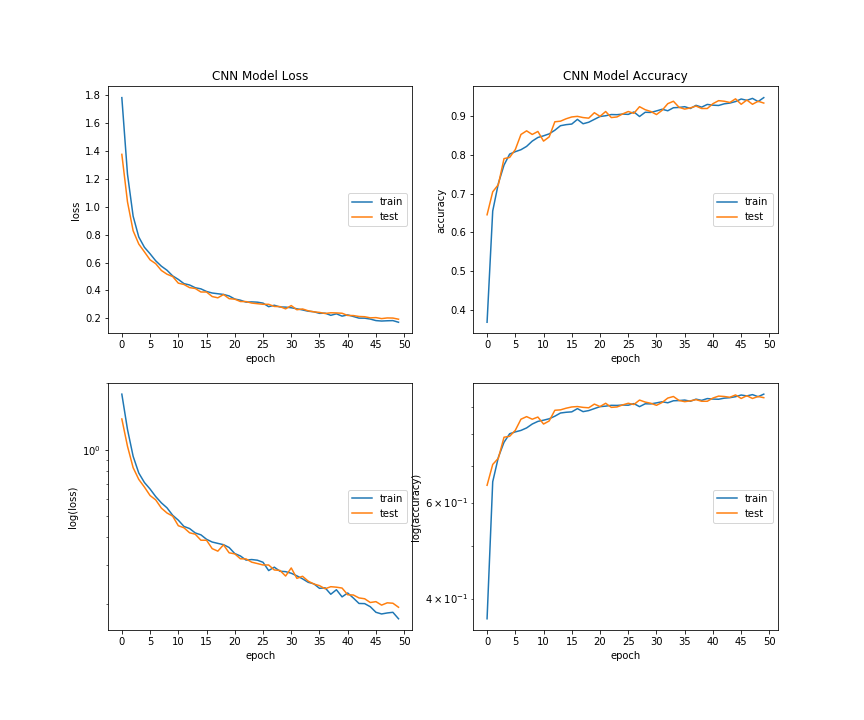 CNN Model Loss
loss
1.8
1.6
1.4
1.2
1.0
0.8
0.6
0.4
0.2
train
test
0 5 10 15 20 25 30 35 40 45 50
epoch
CNN Model Accuracy
accuracy
0.9
0.8
0.7
0.6
0.5
0.4
train
test
0 5 10 15 20 25 30 35 40 45 50
epoch
log(loss)
10⁰
train
test
0 5 10 15 20 25 30 35 40 45 50
epoch
log(accuracy)
6 × 10⁻¹
4 × 10⁻¹
train
test
0 5 10 15 20 25 30 35 40 45 50
epoch